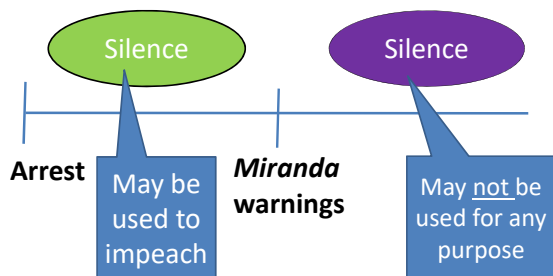 Silence
Silence
Arrest
May be
used to
impeach
Miranda
warnings
May not be
used for any
purpose